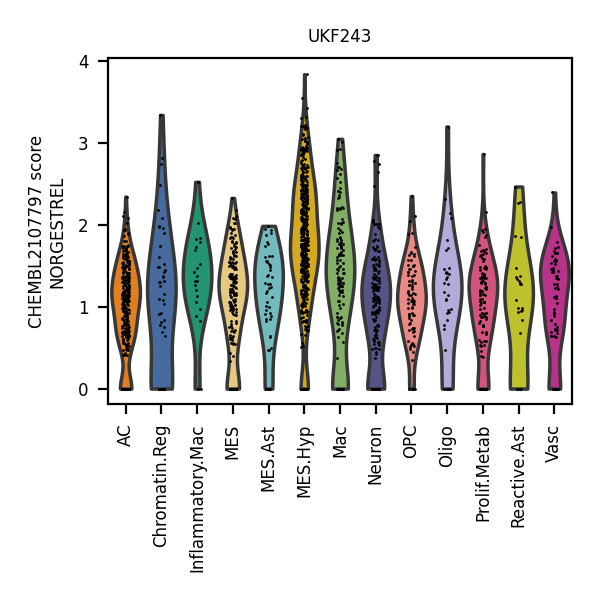 UKF243
CHEMBL2107797 score
NORGESTREL
4
3
2
1
0
AC
Chromatin.Reg
Inflammatory.Mac
MES
MES.Ast
MES.Hyp
Mac
Neuron
OPC
Oligo
Prolif.Metab
Reactive.Ast
Vasc